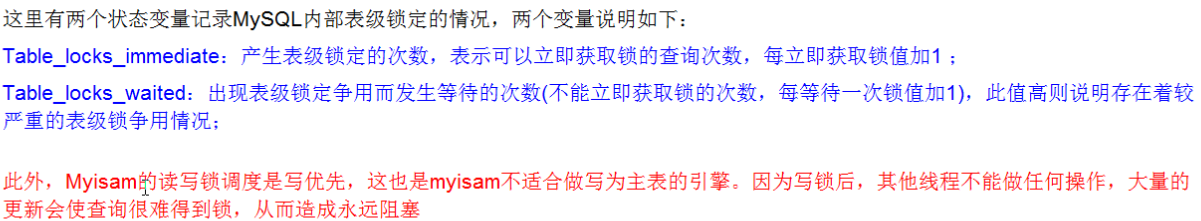 这里有两个状态变量记录MySQL内部表级锁定的情况，两个变量说明如下：
Table_locks_immediate：产生表级锁定的次数，表示可以立即获取锁的查询次数，每立即获取锁值加1 ；
Table_locks_waited：出现表级锁定争用而发生等待的次数(不能立即获取锁的次数，每等待一次锁值加1)，此值高则说明存在着较
严重的表级锁争用情况；
此外，Myisam的读写锁调度是写优先，这也是myisam不适合做写为主表的引擎。因为写锁后，其他线程不能做任何操作，大量的
更新会使查询很难得到锁，从而造成永远阻塞